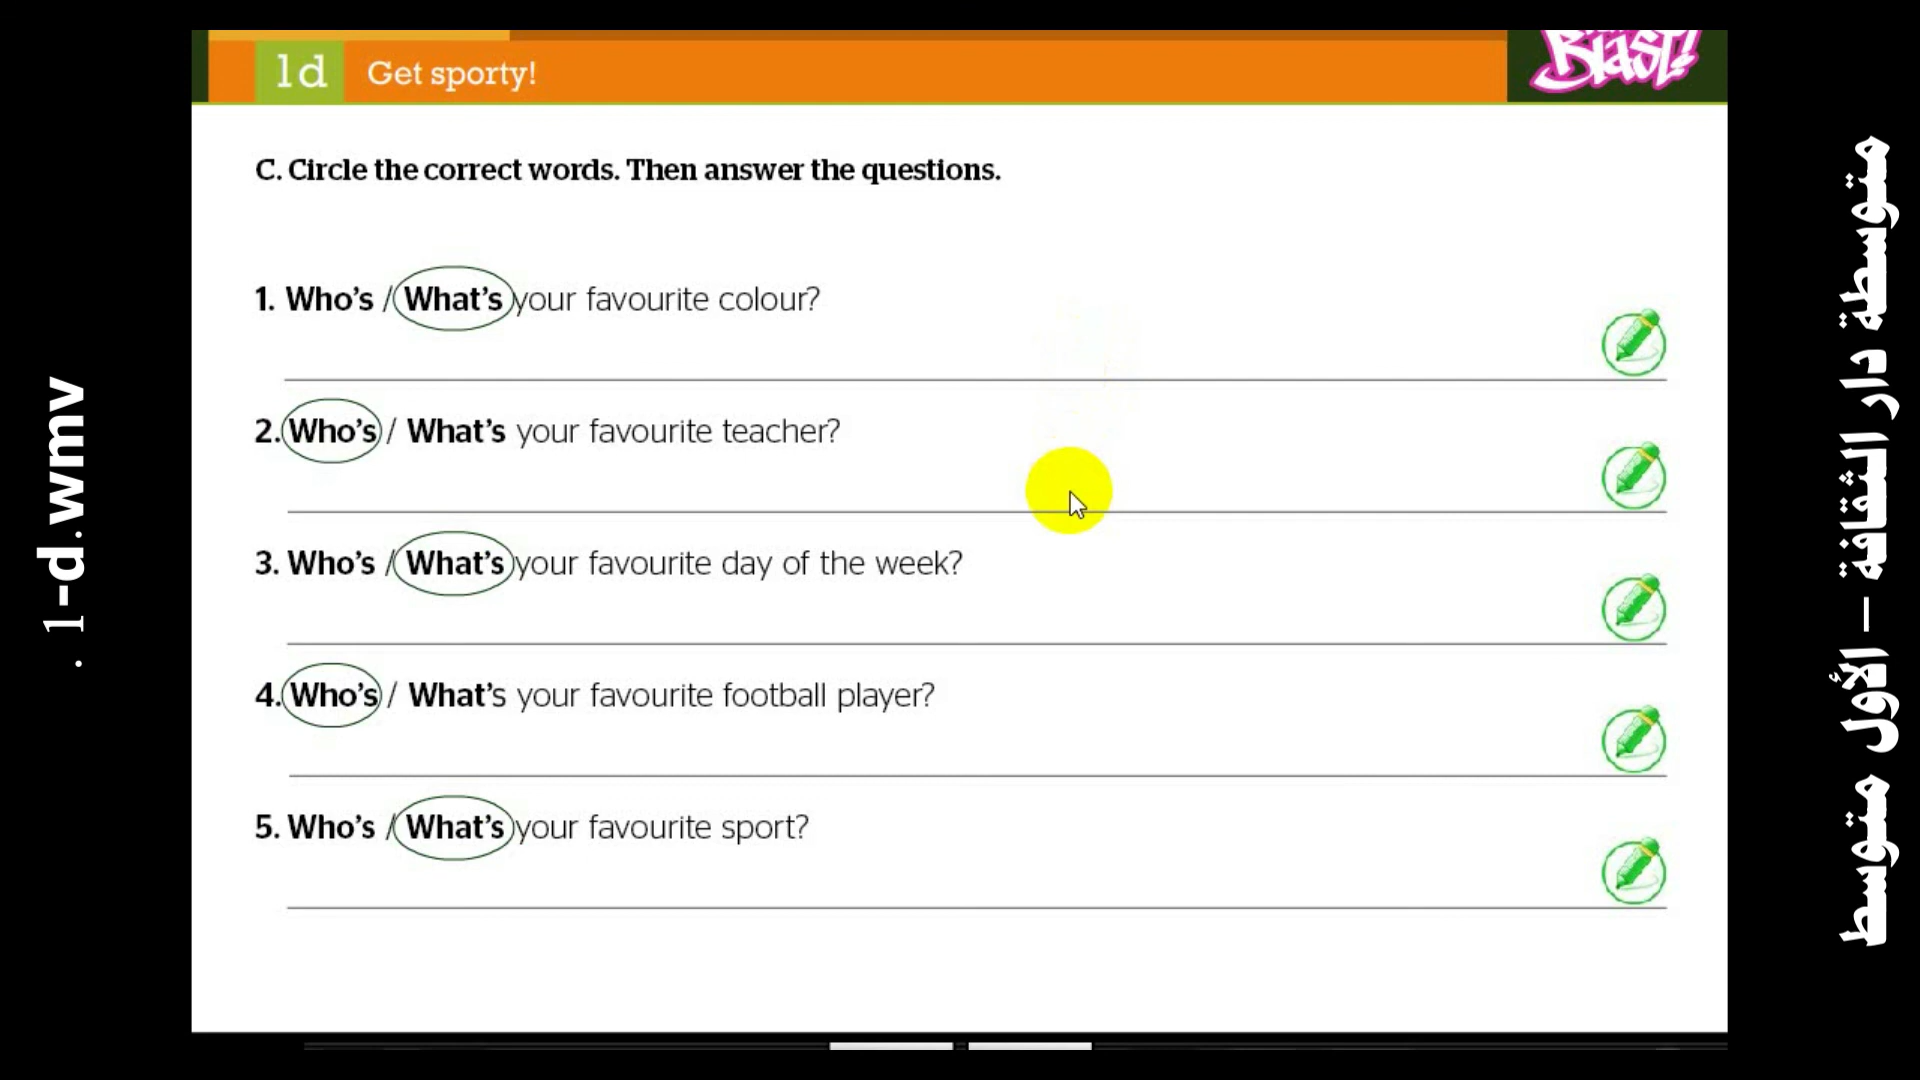 1d Get sporty!
Blast!
C. Circle the correct words. Then answer the questions.
1. Who's / What's your favourite colour?
2. Who's / What's your favourite teacher?
3. Who's / What's your favourite day of the week?
4. Who's / What's your favourite football player?
5. Who's / What's your favourite sport?
. 1-d.wmv
متوسطة دار الثقافة – الأول متوسط